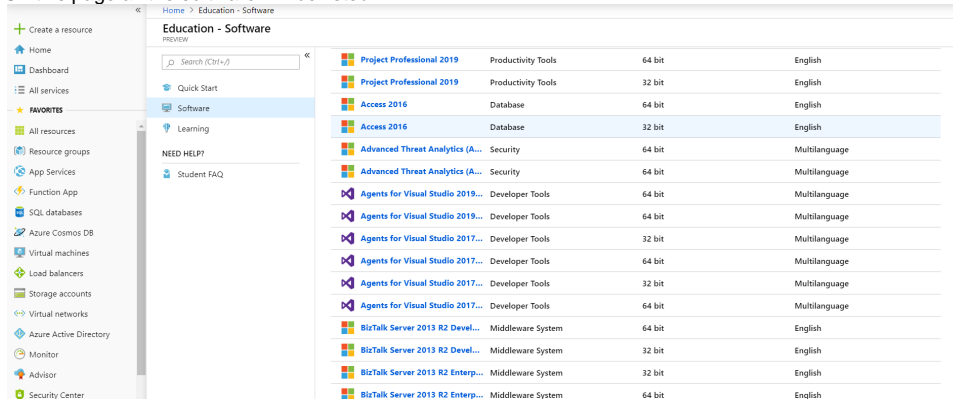 Home > Education - Software
Education - Software
PREVIEW
«
Create a resource
Home
Dashboard
All services
FAVORITES
All resources
Resource groups
App Services
Function App
SQL databases
Azure Cosmos DB
Virtual machines
Load balancers
Storage accounts
Virtual networks
Azure Active Directory
Monitor
Advisor
Security Center
Search (Ctrl+/)
«
Quick Start
Software
Learning
NEED HELP?
Student FAQ
Project Professional 2019 Productivity Tools 64 bit English
Project Professional 2019 Productivity Tools 32 bit English
Access 2016 Database 64 bit English
Access 2016 Database 32 bit English
Advanced Threat Analytics (A... Security 64 bit Multilanguage
Advanced Threat Analytics (A... Security 64 bit Multilanguage
Agents for Visual Studio 2019... Developer Tools 64 bit Multilanguage
Agents for Visual Studio 2019... Developer Tools 32 bit Multilanguage
Agents for Visual Studio 2017... Developer Tools 32 bit Multilanguage
Agents for Visual Studio 2017... Developer Tools 64 bit Multilanguage
Agents for Visual Studio 2017... Developer Tools 32 bit Multilanguage
Agents for Visual Studio 2017... Developer Tools 64 bit Multilanguage
BizTalk Server 2013 R2 Devel... Middleware System 64 bit English
BizTalk Server 2013 R2 Devel... Middleware System 32 bit English
BizTalk Server 2013 R2 Enterp... Middleware System 32 bit English
BizTalk Server 2013 R2 Enterp... Middleware System 64 bit English